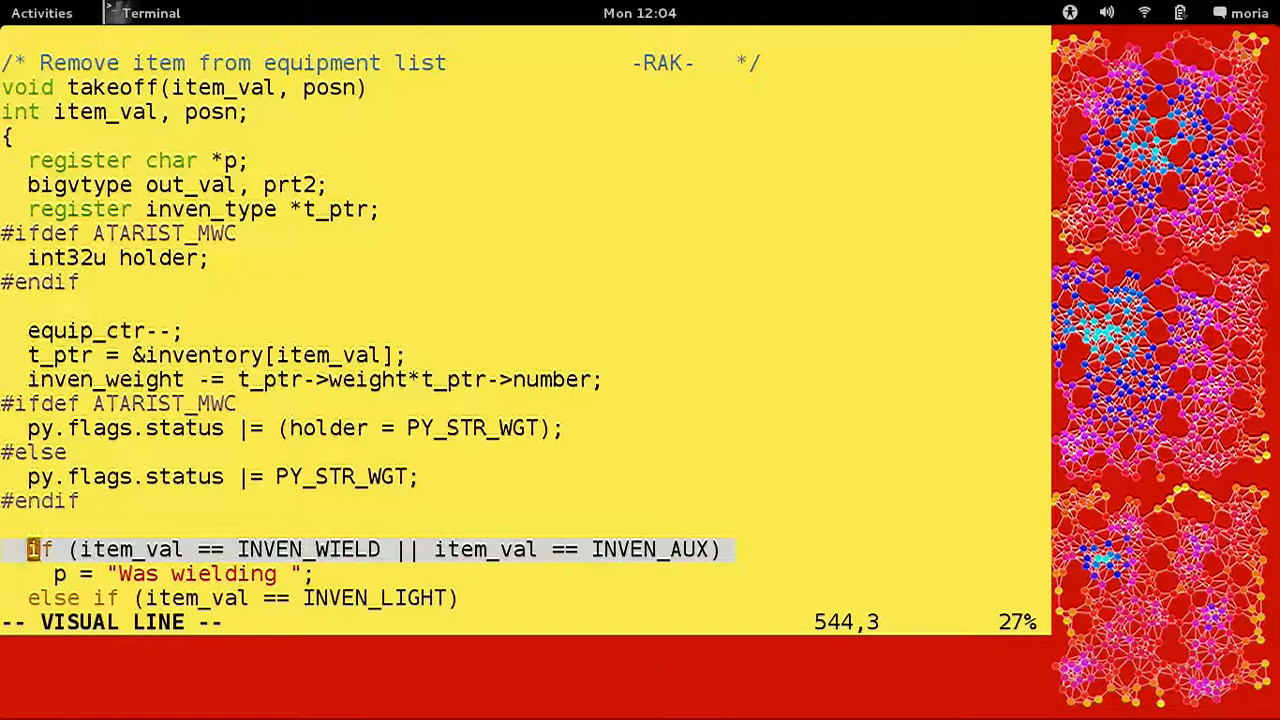 Activities Terminal Mon 12:04 moria
/* Remove item from equipment list -RAK- */
void takeoff(item_val, posn)
int item_val, posn;
{
  register char *p;
  bigvtype out_val, prt2;
  register inven_type *t_ptr;
#ifdef ATARIST_MWC
  int32u holder;
#endif
  equip_ctr--;
  t_ptr = &inventory[item_val];
  inven_weight -= t_ptr->weight*t_ptr->number;
#ifdef ATARIST_MWC
  py.flags.status |= (holder = PY_STR_WGT);
#else
  py.flags.status |= PY_STR_WGT;
#endif
  if (item_val == INVEN_WIELD || item_val == INVEN_AUX)
    p = "Was wielding ";
  else if (item_val == INVEN_LIGHT)
-- VISUAL LINE -- 544,3 27%